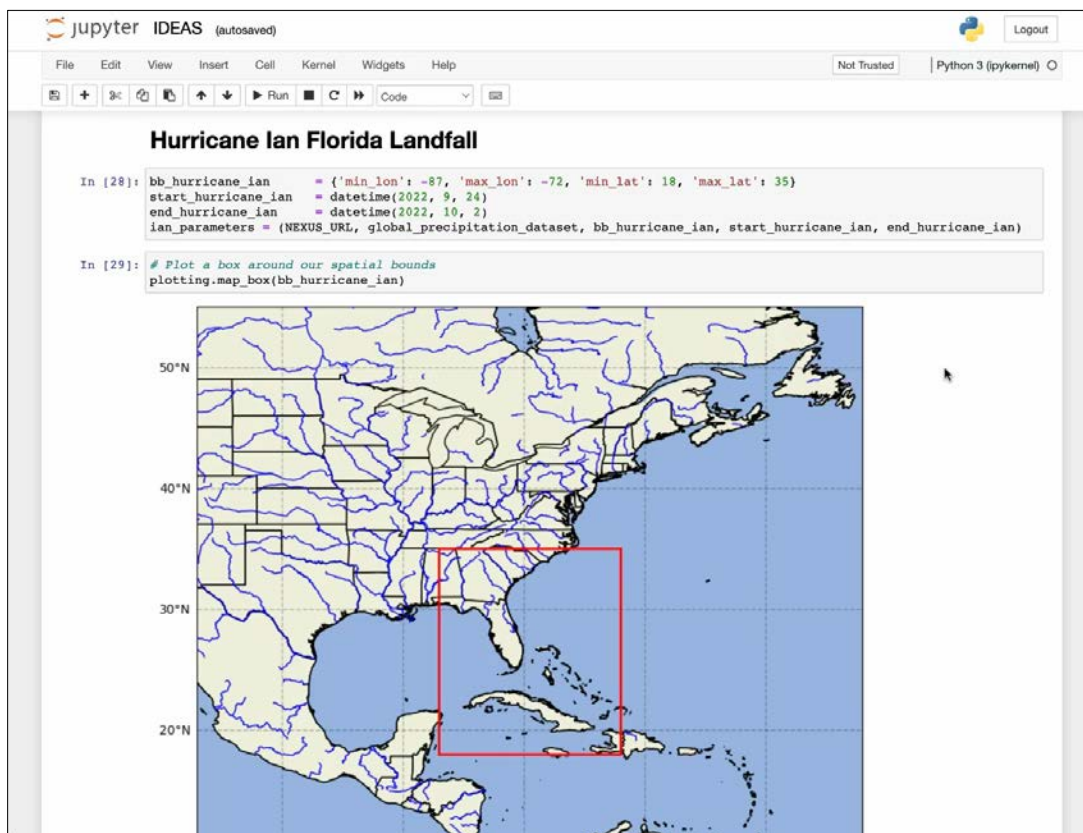 jupyter IDEAS (autosaved)
Logout
File Edit View Insert Cell Kernel Widgets Help
Not Trusted
Python 3 (ipykernel)
Run
Code
Hurricane Ian Florida Landfall
In [28]: bb_hurricane_ian = {'min_lon': -87, 'max_lon': -72, 'min_lat': 18, 'max_lat': 35}
start_hurricane_ian = datetime(2022, 9, 24)
end_hurricane_ian = datetime(2022, 10, 2)
ian_parameters = (NEXUS_URL, global_precipitation_dataset, bb_hurricane_ian, start_hurricane_ian, end_hurricane_ian)
In [29]: # Plot a box around our spatial bounds
plotting.map_box(bb_hurricane_ian)
50°N
40°N
30°N
20°N